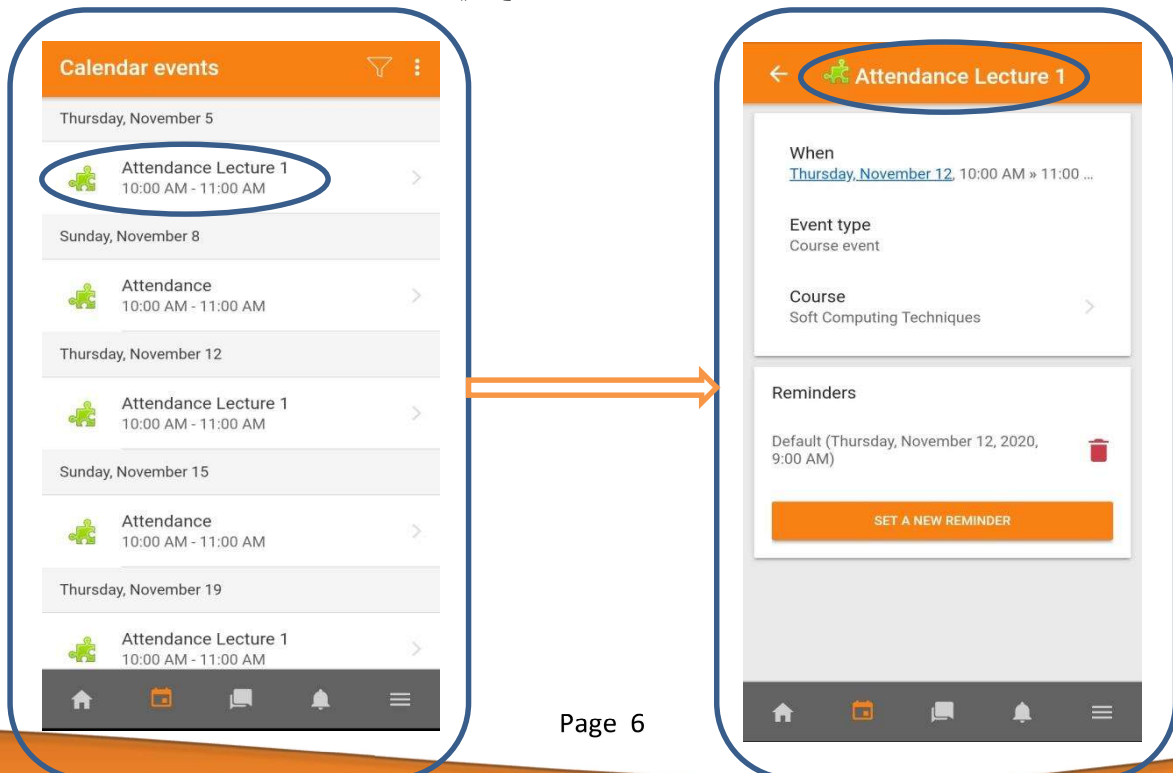 Calendar events
Thursday, November 5
Attendance Lecture 1
10:00 AM - 11:00 AM
Sunday, November 8
Attendance
10:00 AM - 11:00 AM
Thursday, November 12
Attendance Lecture 1
10:00 AM - 11:00 AM
Sunday, November 15
Attendance
10:00 AM - 11:00 AM
Thursday, November 19
Attendance Lecture 1
10:00 AM - 11:00 AM
Attendance Lecture 1
When
Thursday, November 12, 10:00 AM » 11:00 ...
Event type
Course event
Course
Soft Computing Techniques
Reminders
Default (Thursday, November 12, 2020,
9:00 AM)
SET A NEW REMINDER
Page 6